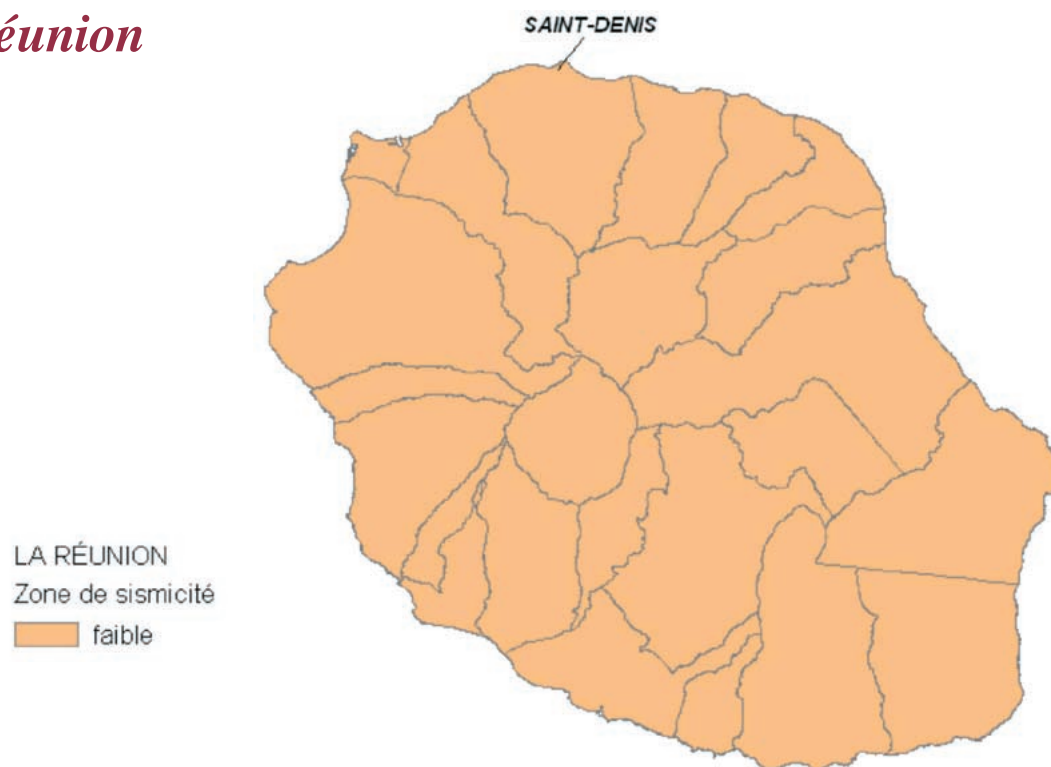 éunion
SAINT-DENIS
LA RÉUNION
Zone de sismicité
faible